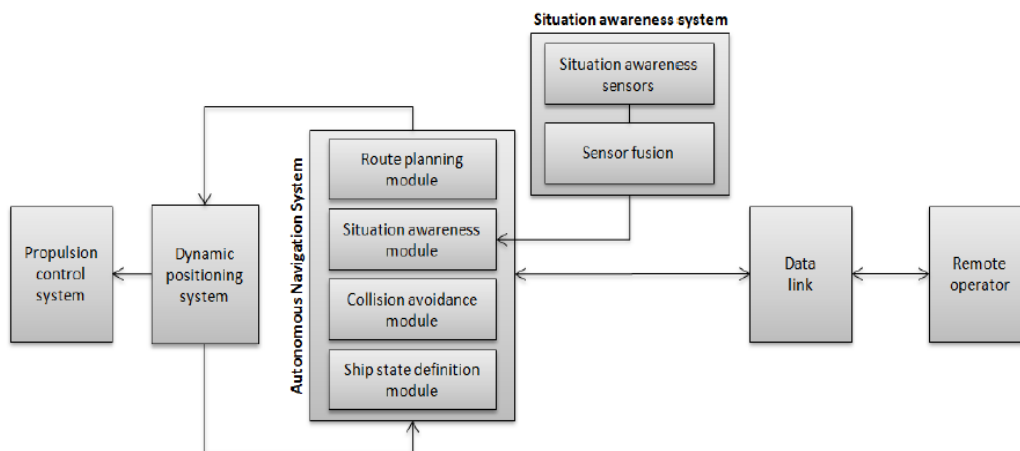 Situation awareness system
Situation awareness
sensors
Sensor fusion
Autonomous Navigation System
Route planning
module
Situation awareness
module
Collision avoidance
module
Ship state definition
module
Propulsion
control
system
Dynamic
positioning
system
Data
link
Remote
operator